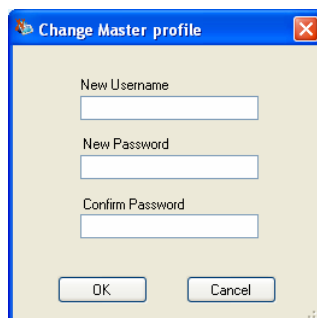 Change Master profile
New Username
New Password
Confirm Password
OK Cancel